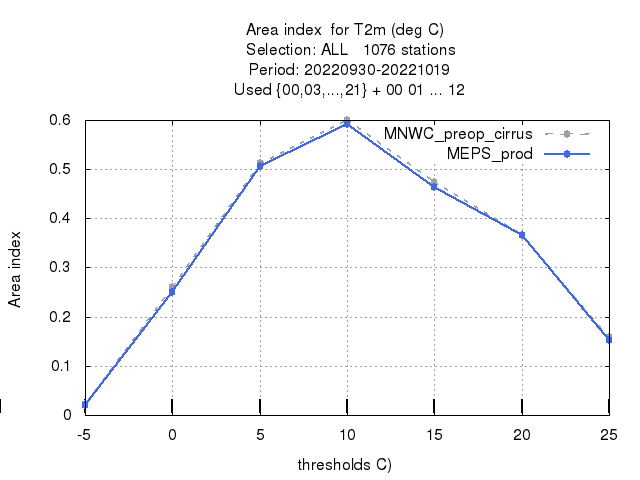 Area index  for T2m (deg C)
Selection: ALL   1076 stations
Period: 20220930-20221019
Used {00,03,...,21} + 00 01 ... 12
MNWC_preop_cirrus
MEPS_prod
0.6
0.5
0.4
0.3
0.2
0.1
0
Area index
-5 0 5 10 15 20 25
thresholds C)